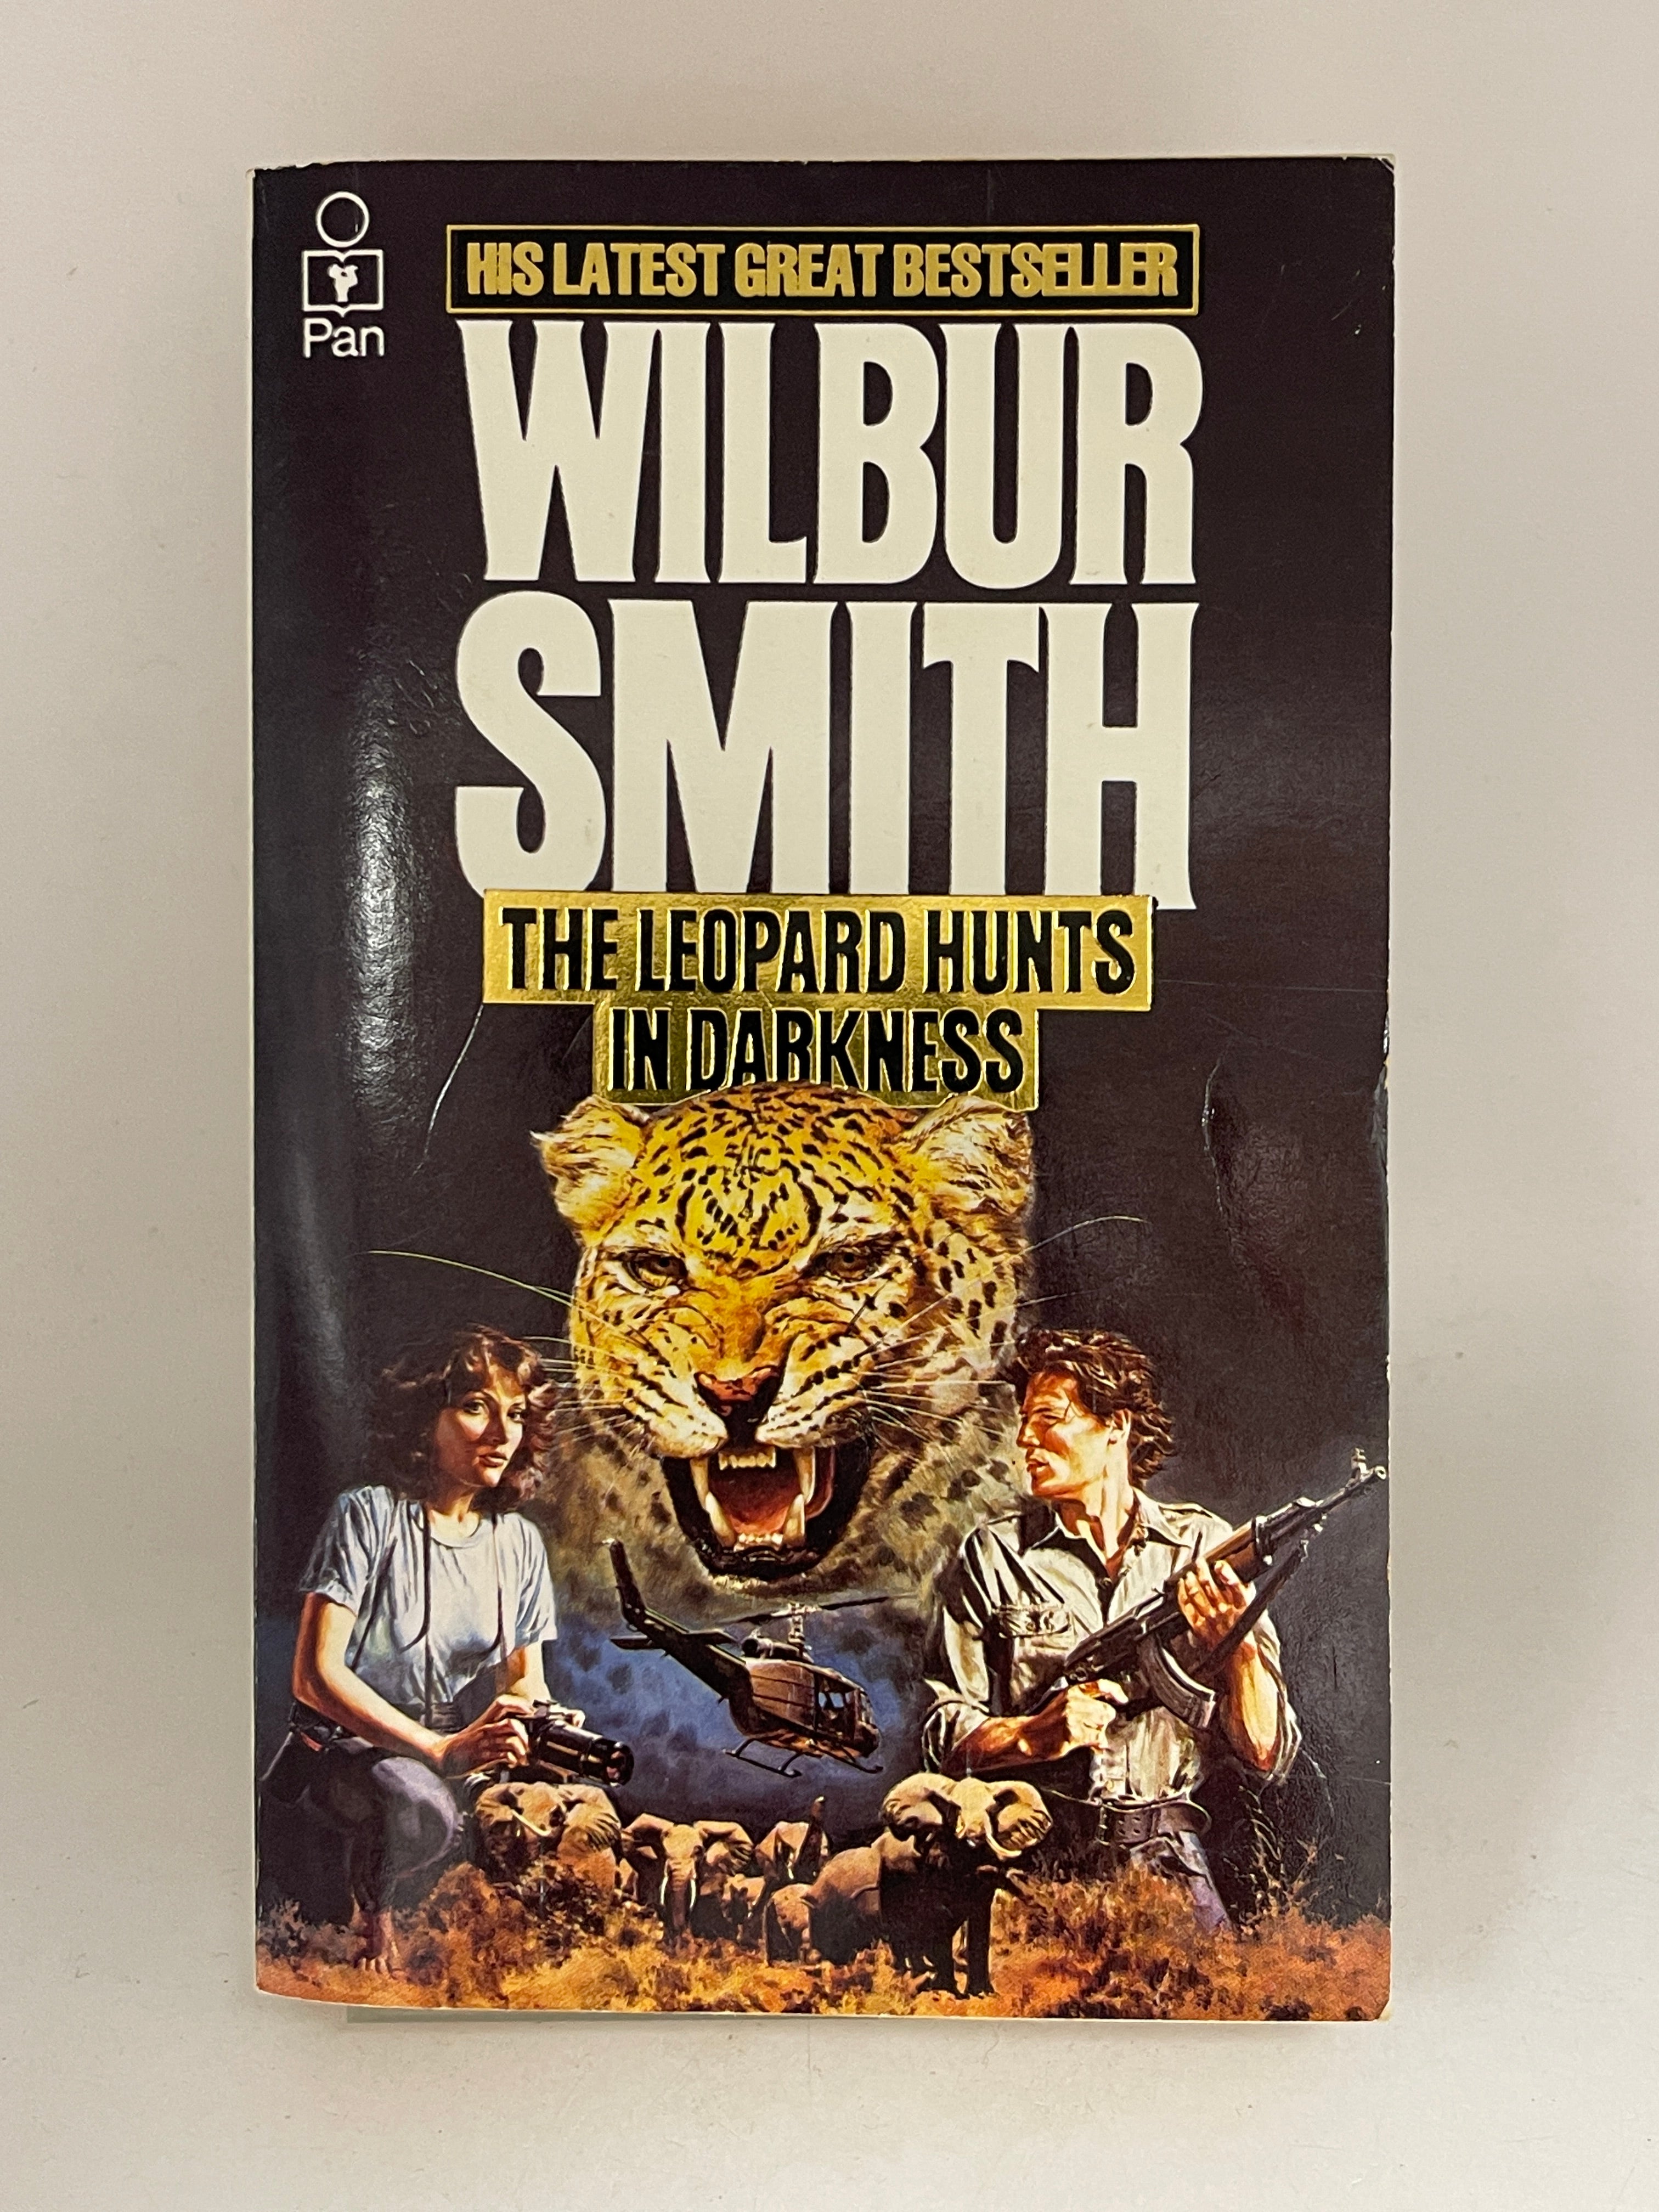 Pan
HIS LATEST GREAT BESTSELLER
WILBUR
SMITH
THE LEOPARD HUNTS
IN DARKNESS